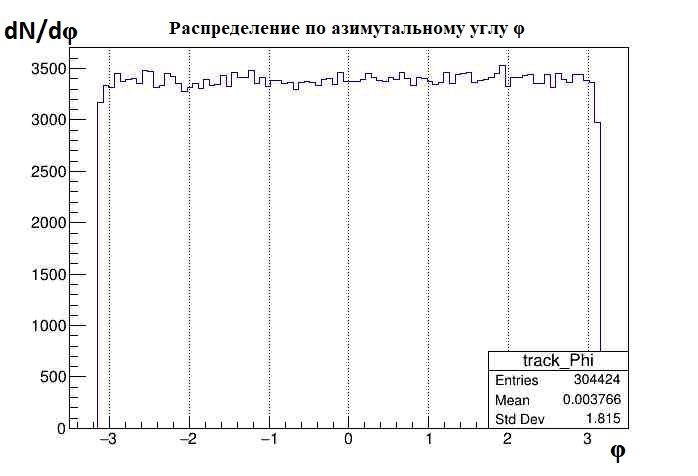 Распределение по азимутальному углу φ
dN/dφ
3500
3000
2500
2000
1500
1000
500
0
−3 −2 −1 0 1 2 3
φ
track_Phi
Entries 304424
Mean 0.003766
Std Dev 1.815